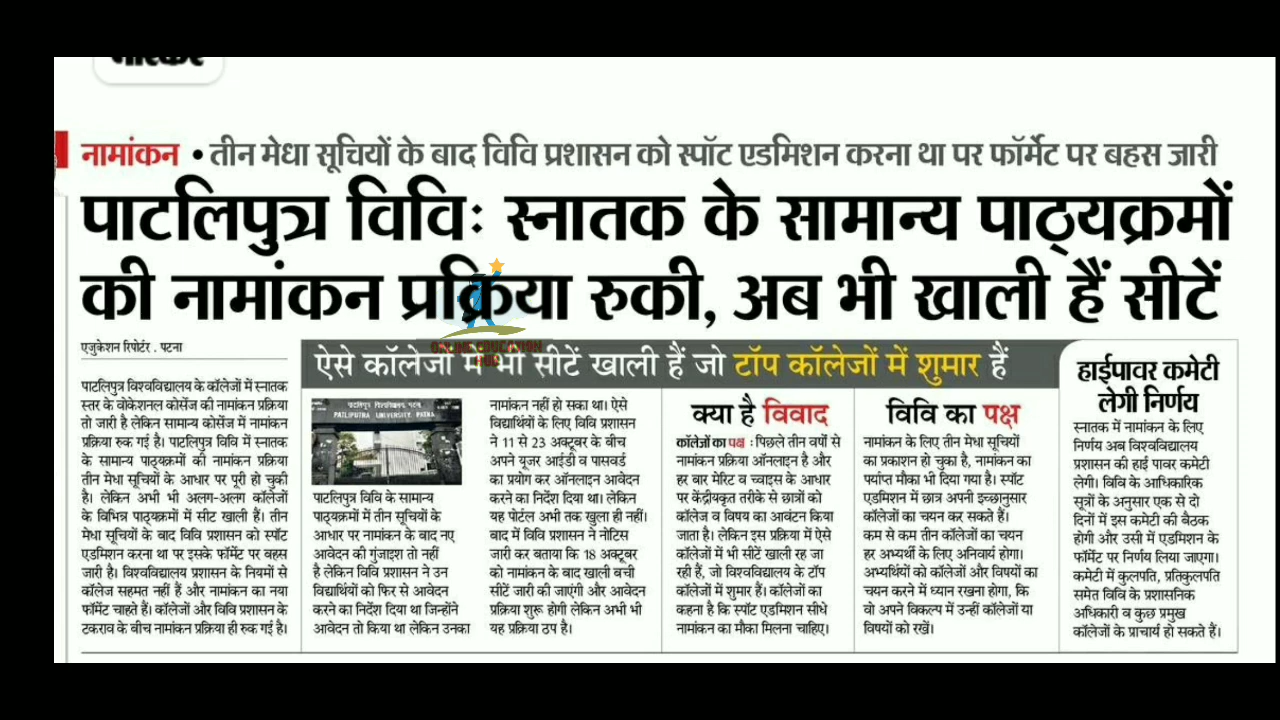 भास्कर
नामांकन • तीन मेधा सूचियों के बाद विवि प्रशासन को स्पॉट एडमिशन करना था पर फॉर्मेट पर बहस जारी
पाटलिपुत्र विविः स्नातक के सामान्य पाठ्यक्रमों
की नामांकन प्रक्रिया रुकी, अब भी खाली हैं सीटें
ONLINE EDUCATION
HUB
एजुकेशन रिपोर्टर . पटना
पाटलिपुत्र विश्वविद्यालय के कॉलेजों में स्नातक
स्तर के वोकेशनल कोर्सेज की नामांकन प्रक्रिया
तो जारी है लेकिन सामान्य कोर्सेज में नामांकन
प्रक्रिया रुक गई है। पाटलिपुत्र विवि में स्नातक
के सामान्य पाठ्यक्रमों की नामांकन प्रक्रिया
तीन मेधा सूचियों के आधार पर पूरी हो चुकी
है। लेकिन अभी भी अलग-अलग कॉलेजों
के विभिन्न पाठ्यक्रमों में सीट खाली हैं। तीन
मेधा सूचियों के बाद विवि प्रशासन को स्पॉट
एडमिशन करना था पर इसके फॉर्मेट पर बहस
जारी है। विश्वविद्यालय प्रशासन के नियमों से
कॉलेज सहमत नहीं हैं और नामांकन का नया
फॉर्मेट चाहते हैं। कॉलेजों और विवि प्रशासन के
टकराव के बीच नामांकन प्रक्रिया ही रुक गई है।
ऐसे कॉलेजों में भी सीटें खाली हैं जो टॉप कॉलेजों में शुमार हैं
पाटलिपुत्र विश्वविद्यालय, पटना
PATLIPUTRA UNIVERSITY, PATNA
पाटलिपुत्र विवि के सामान्य
पाठ्यक्रमों में तीन सूचियों के
आधार पर नामांकन के बाद नए
आवेदन की गुंजाइश तो नहीं
है लेकिन विवि प्रशासन ने उन
विद्यार्थियों को फिर से आवेदन
करने का निर्देश दिया था जिन्होंने
आवेदन तो किया था लेकिन उनका
नामांकन नहीं हो सका था। ऐसे
विद्यार्थियों के लिए विवि प्रशासन
ने 11 से 23 अक्टूबर के बीच
अपने यूजर आईडी व पासवर्ड
का प्रयोग कर ऑनलाइन आवेदन
करने का निर्देश दिया था। लेकिन
यह पोर्टल अभी तक खुला ही नहीं।
बाद में विवि प्रशासन ने नोटिस
जारी कर बताया कि 18 अक्टूबर
को नामांकन के बाद खाली बची
सीटें जारी की जाएंगी और आवेदन
प्रक्रिया शुरू होगी लेकिन अभी भी
यह प्रक्रिया ठप है।
क्या है विवाद
कॉलेजों का पक्ष : पिछले तीन वर्षों से
नामांकन प्रक्रिया ऑनलाइन है और
हर बार मेरिट व च्वाइस के आधार
पर केंद्रीयकृत तरीके से छात्रों को
कॉलेज व विषय का आवंटन किया
जाता है। लेकिन इस प्रक्रिया में ऐसे
कॉलेजों में भी सीटें खाली रह जा
रही हैं, जो विश्वविद्यालय के टॉप
कॉलेजों में शुमार हैं। कॉलेजों का
कहना है कि स्पॉट एडमिशन सीधे
नामांकन का मौका मिलना चाहिए।
विवि का पक्ष
नामांकन के लिए तीन मेधा सूचियों
का प्रकाशन हो चुका है, नामांकन का
पर्याप्त मौका भी दिया गया है। स्पॉट
एडमिशन में छात्र अपनी इच्छानुसार
कॉलेजों का चयन कर सकते हैं।
कम से कम तीन कॉलेजों का चयन
हर अभ्यर्थी के लिए अनिवार्य होगा।
अभ्यर्थियों को कॉलेजों और विषयों का
चयन करने में ध्यान रखना होगा, कि
वो अपने विकल्प में उन्हीं कॉलेजों या
विषयों को रखें।
हाईपावर कमेटी
लेगी निर्णय
स्नातक में नामांकन के लिए
निर्णय अब विश्वविद्यालय
प्रशासन की हाई पावर कमेटी
लेगी। विवि के आधिकारिक
सूत्रों के अनुसार एक से दो
दिनों में इस कमेटी की बैठक
होगी और उसी में एडमिशन के
फॉर्मेट पर निर्णय लिया जाएगा।
कमेटी में कुलपति, प्रतिकुलपति
समेत विवि के प्रशासनिक
अधिकारी व कुछ प्रमुख
कॉलेजों के प्राचार्य हो सकते हैं।